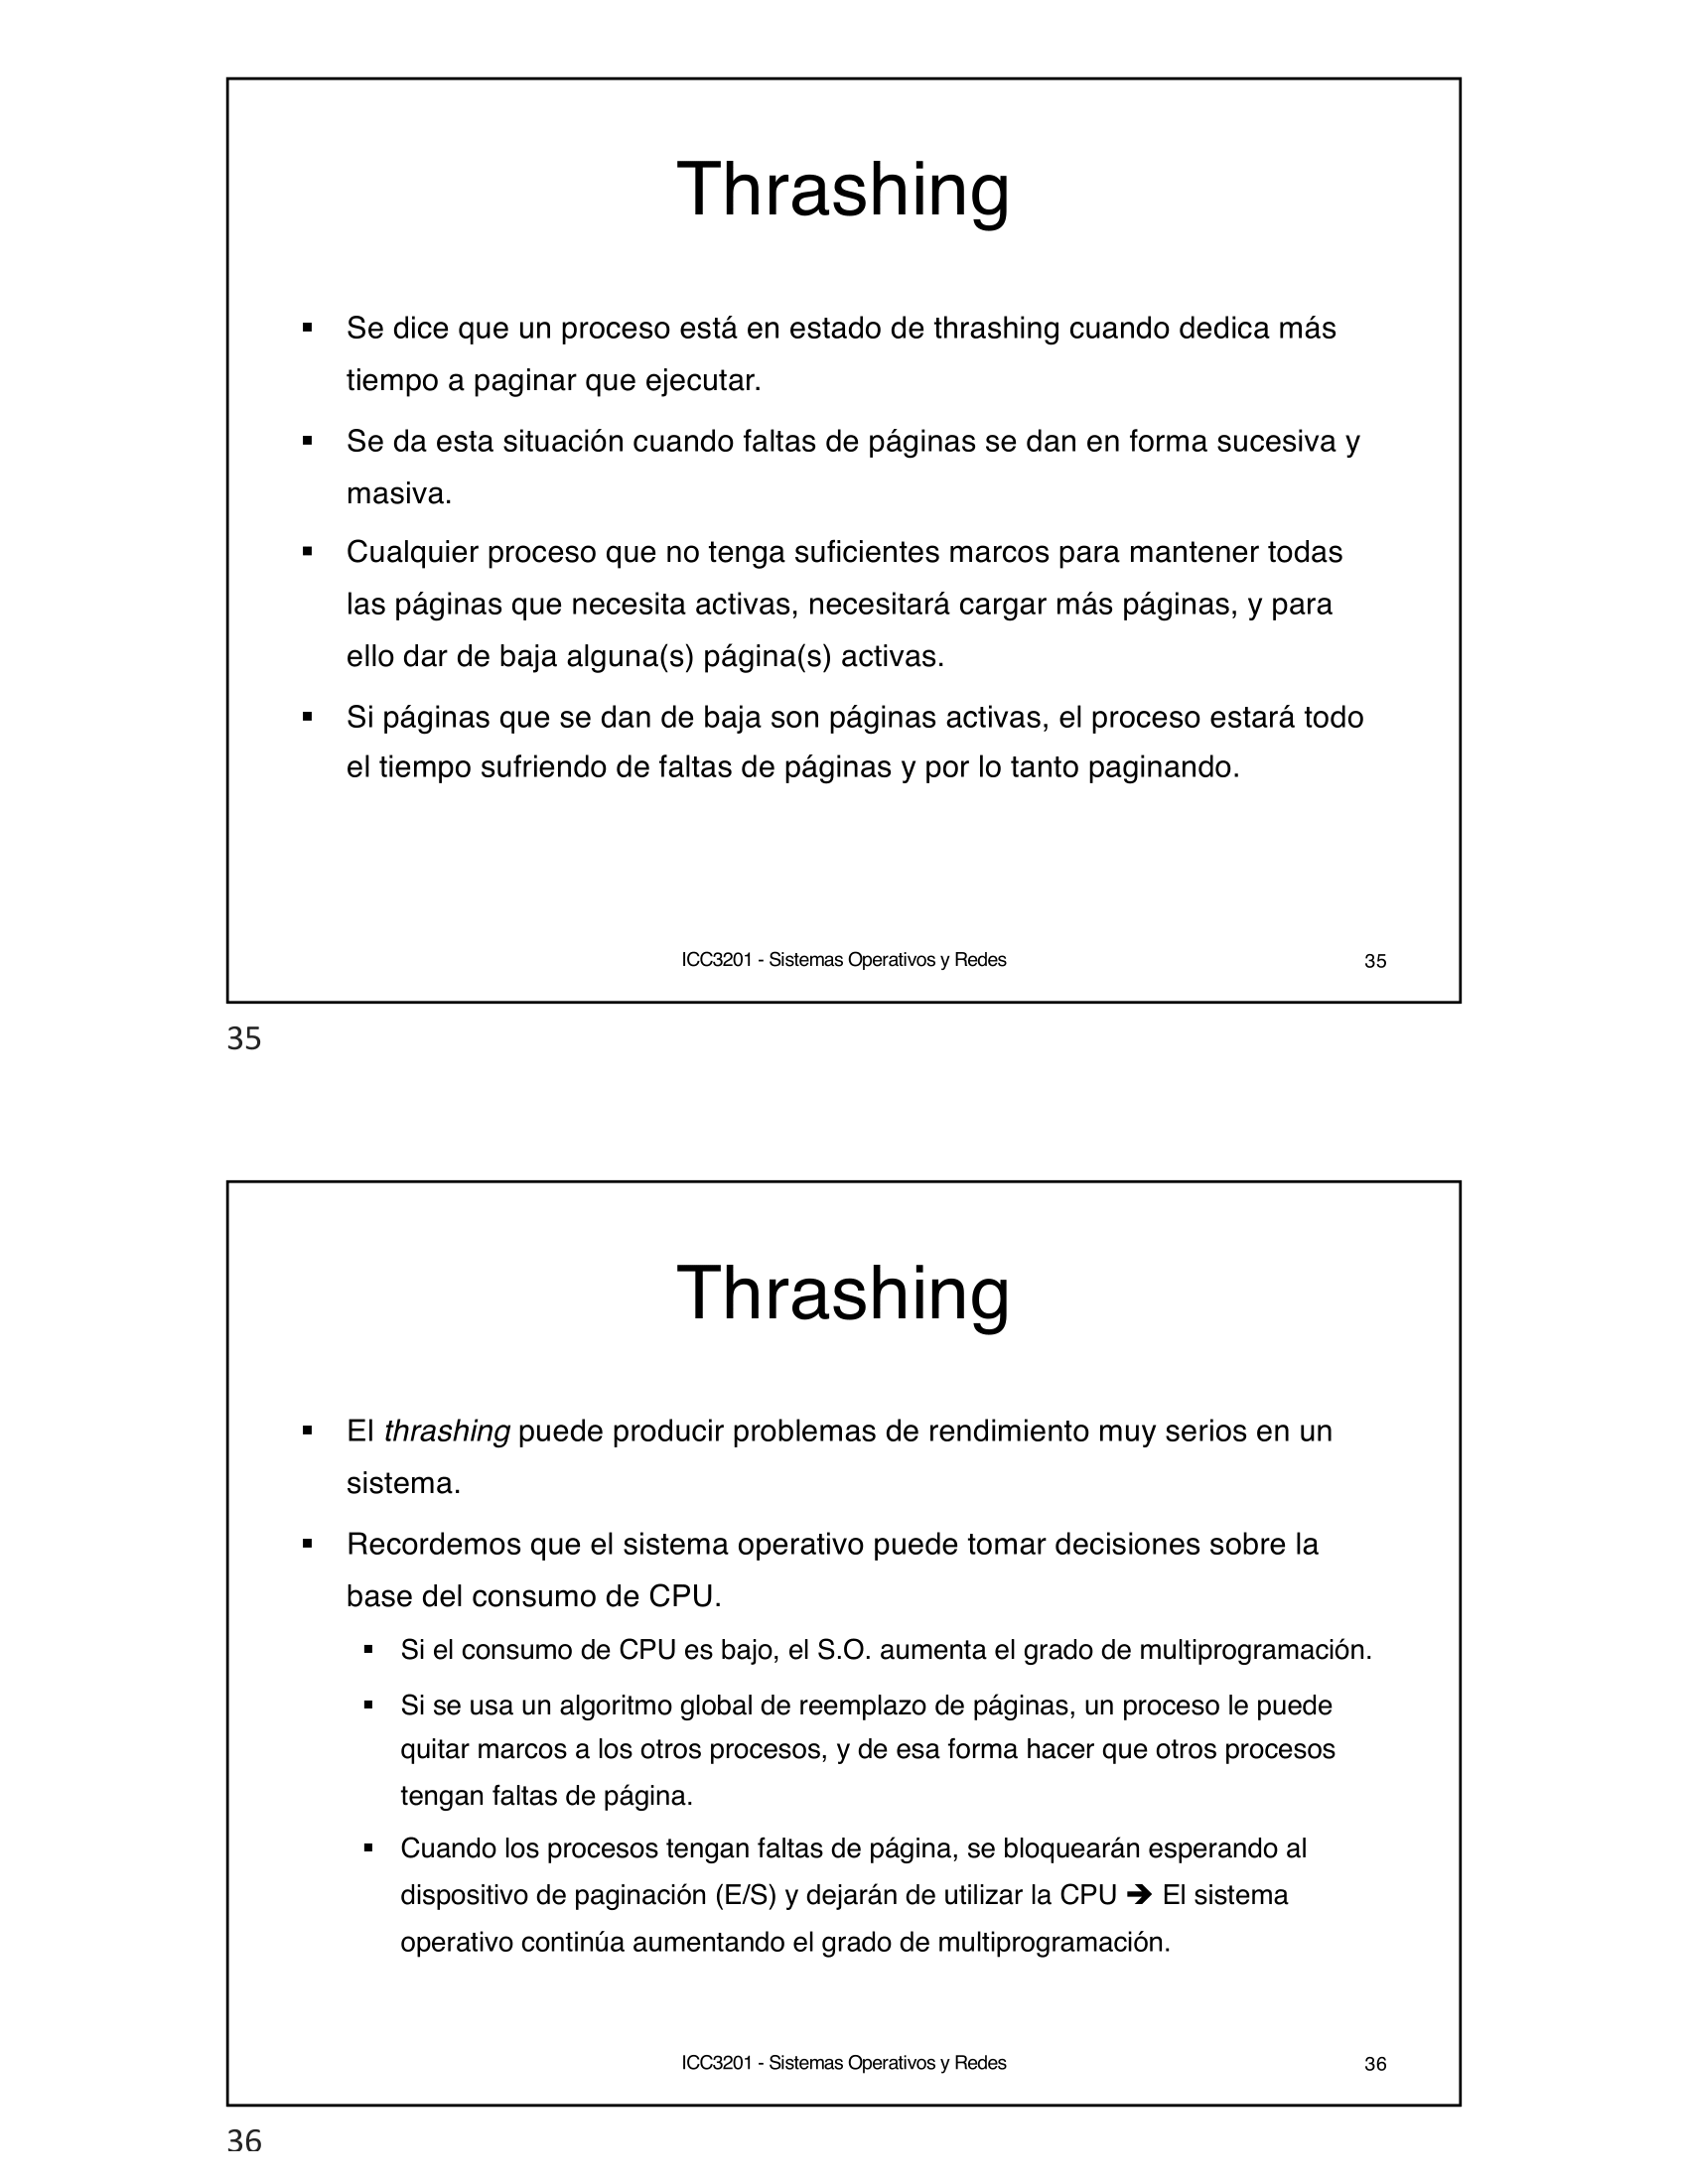 Thrashing
▪ Se dice que un proceso está en estado de thrashing cuando dedica más
tiempo a paginar que ejecutar.
▪ Se da esta situación cuando faltas de páginas se dan en forma sucesiva y
masiva.
▪ Cualquier proceso que no tenga suficientes marcos para mantener todas
las páginas que necesita activas, necesitará cargar más páginas, y para
ello dar de baja alguna(s) página(s) activas.
▪ Si páginas que se dan de baja son páginas activas, el proceso estará todo
el tiempo sufriendo de faltas de páginas y por lo tanto paginando.
ICC3201 - Sistemas Operativos y Redes 35
35
Thrashing
▪ El thrashing puede producir problemas de rendimiento muy serios en un
sistema.
▪ Recordemos que el sistema operativo puede tomar decisiones sobre la
base del consumo de CPU.
▪ Si el consumo de CPU es bajo, el S.O. aumenta el grado de multiprogramación.
▪ Si se usa un algoritmo global de reemplazo de páginas, un proceso le puede
quitar marcos a los otros procesos, y de esa forma hacer que otros procesos
tengan faltas de página.
▪ Cuando los procesos tengan faltas de página, se bloquearán esperando al
dispositivo de paginación (E/S) y dejarán de utilizar la CPU ➔ El sistema
operativo continúa aumentando el grado de multiprogramación.
ICC3201 - Sistemas Operativos y Redes 36
36